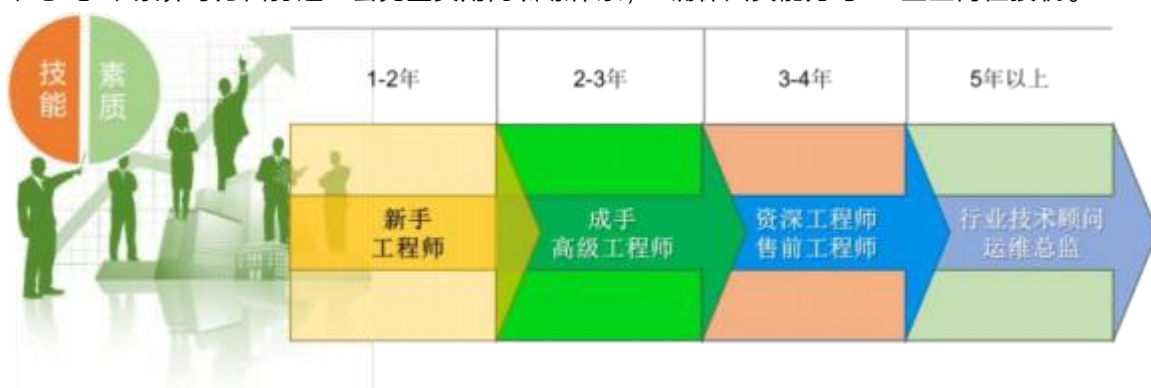 技能
素质
1-2年
2-3年
3-4年
5年以上
新手
工程师
成手
高级工程师
资深工程师
售前工程师
行业技术顾问
运维总监